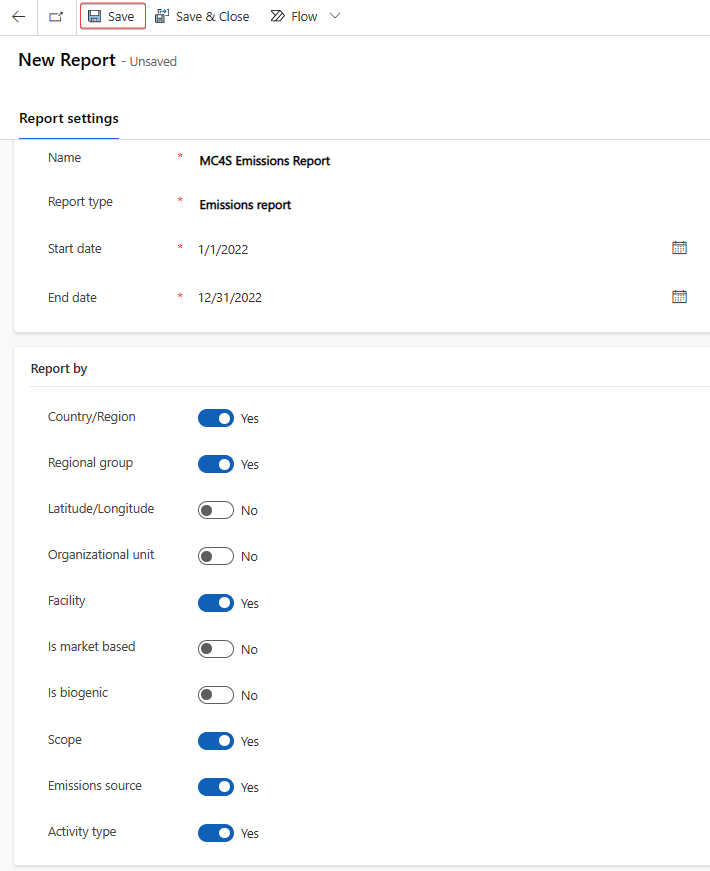 Save Save & Close Flow
New Report - Unsaved
Report settings
Name * MC4S Emissions Report
Report type * Emissions report
Start date * 1/1/2022
End date * 12/31/2022
Report by
Country/Region Yes
Regional group Yes
Latitude/Longitude No
Organizational unit No
Facility Yes
Is market based No
Is biogenic No
Scope Yes
Emissions source Yes
Activity type Yes